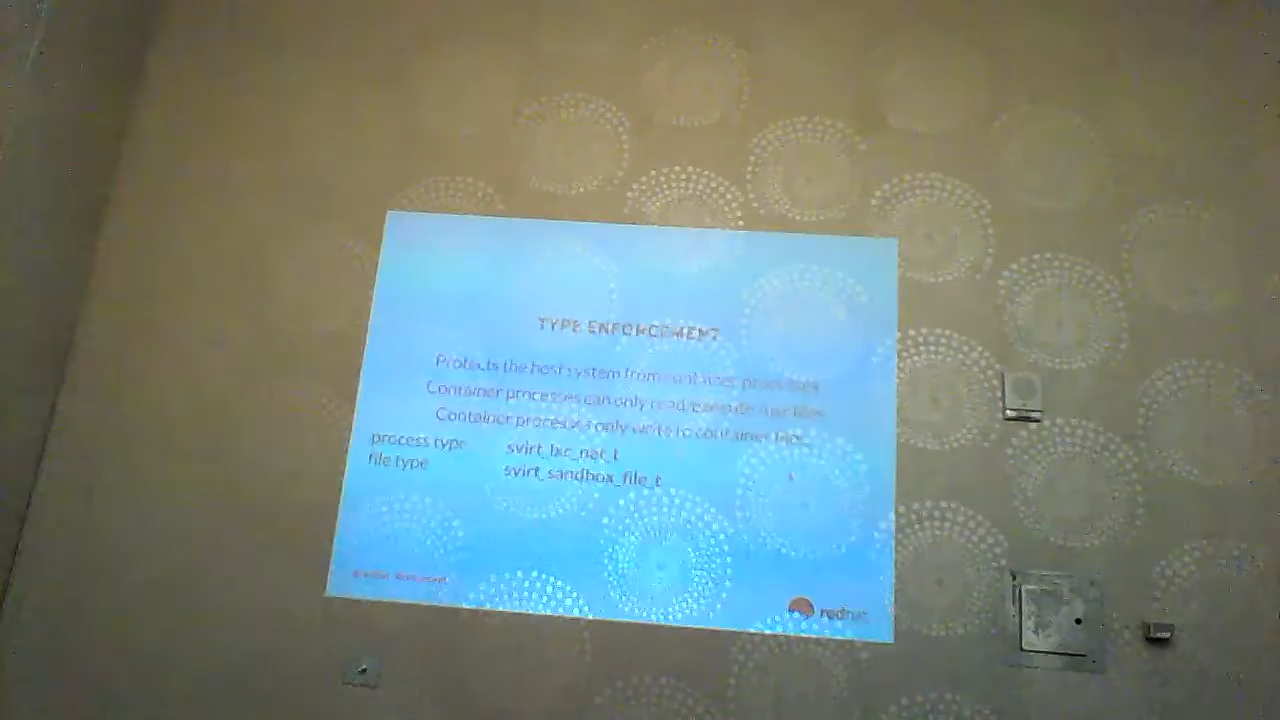 TYPE ENFORCEMENT
Protects the host system from container processes
Container processes can only read/execute /usr files
Container processes only write to container files.
process type svirt_lxc_net_t
file type svirt_sandbox_file_t
redhat